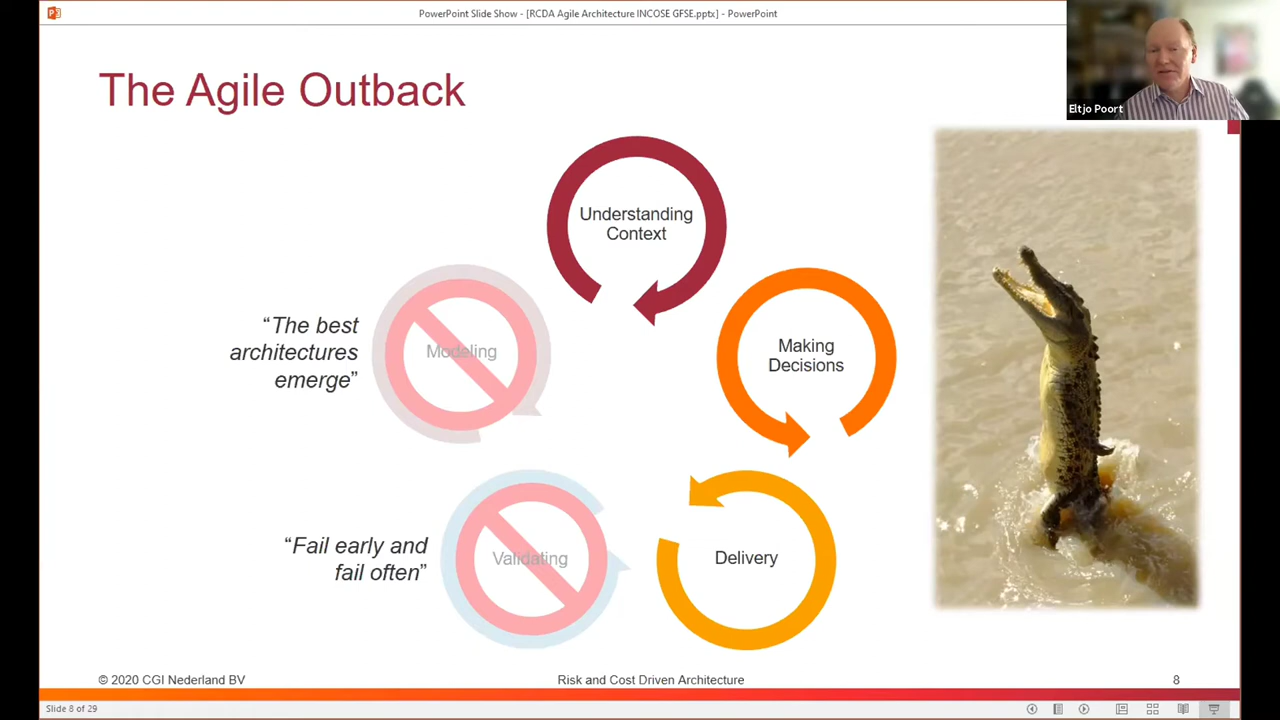 PowerPoint Slide Show - [RCDA Agile Architecture INCOSE GFSE.pptx] - PowerPoint
Eltjo Poort
The Agile Outback
Understanding
Context
"The best
architectures
emerge"
Modeling
Making
Decisions
"Fail early and
fail often"
Validating
Delivery
© 2020 CGI Nederland BV
Risk and Cost Driven Architecture
8
Slide 8 of 29